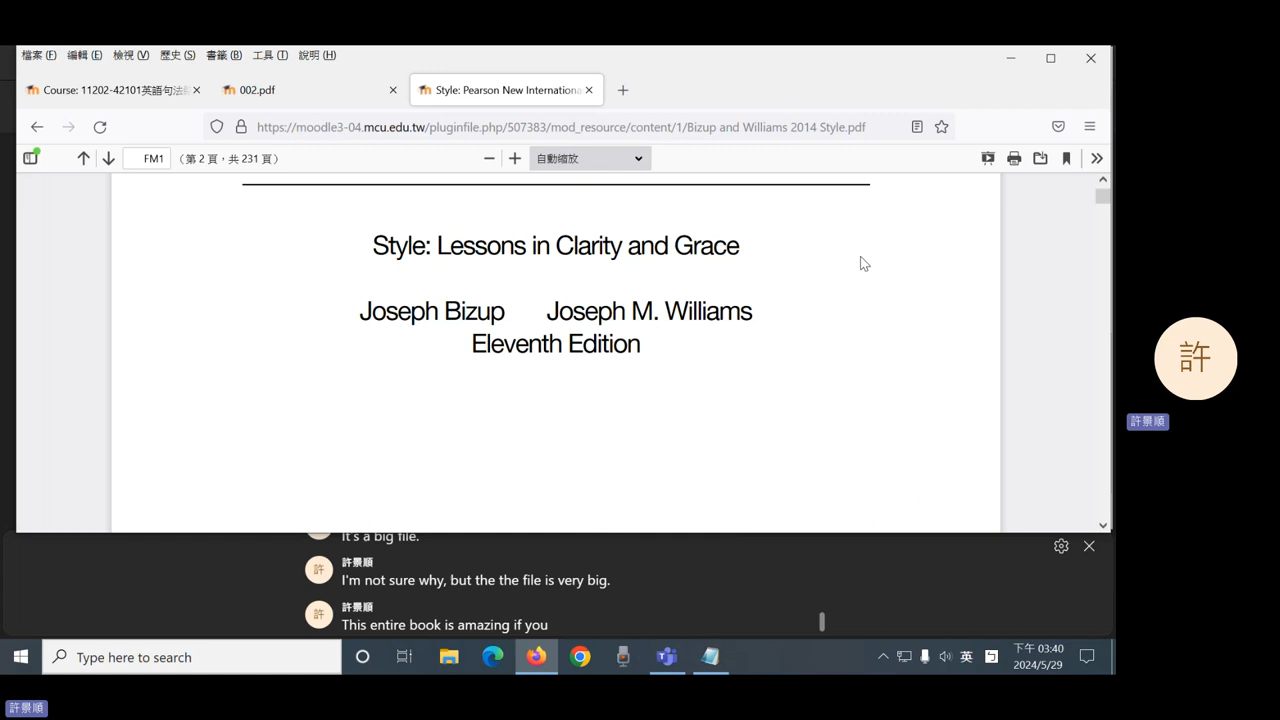 檔案 (F) 編輯 (E) 檢視 (V) 歷史 (S) 書籤 (B) 工具 (T) 說明 (H)
Course: 11202-42101英語句法 002.pdf Style: Pearson New Internationa
https://moodle3-04.mcu.edu.tw/pluginfile.php/507383/mod_resource/content/1/Bizup and Williams 2014 Style.pdf
FM1 (第 2 頁，共 231 頁) 自動縮放
Style: Lessons in Clarity and Grace
Joseph Bizup Joseph M. Williams
Eleventh Edition
許
許景順
It's a big file.
許 許景順
I'm not sure why, but the the file is very big.
許 許景順
This entire book is amazing if you
Type here to search
英
下午 03:40
2024/5/29
許景順